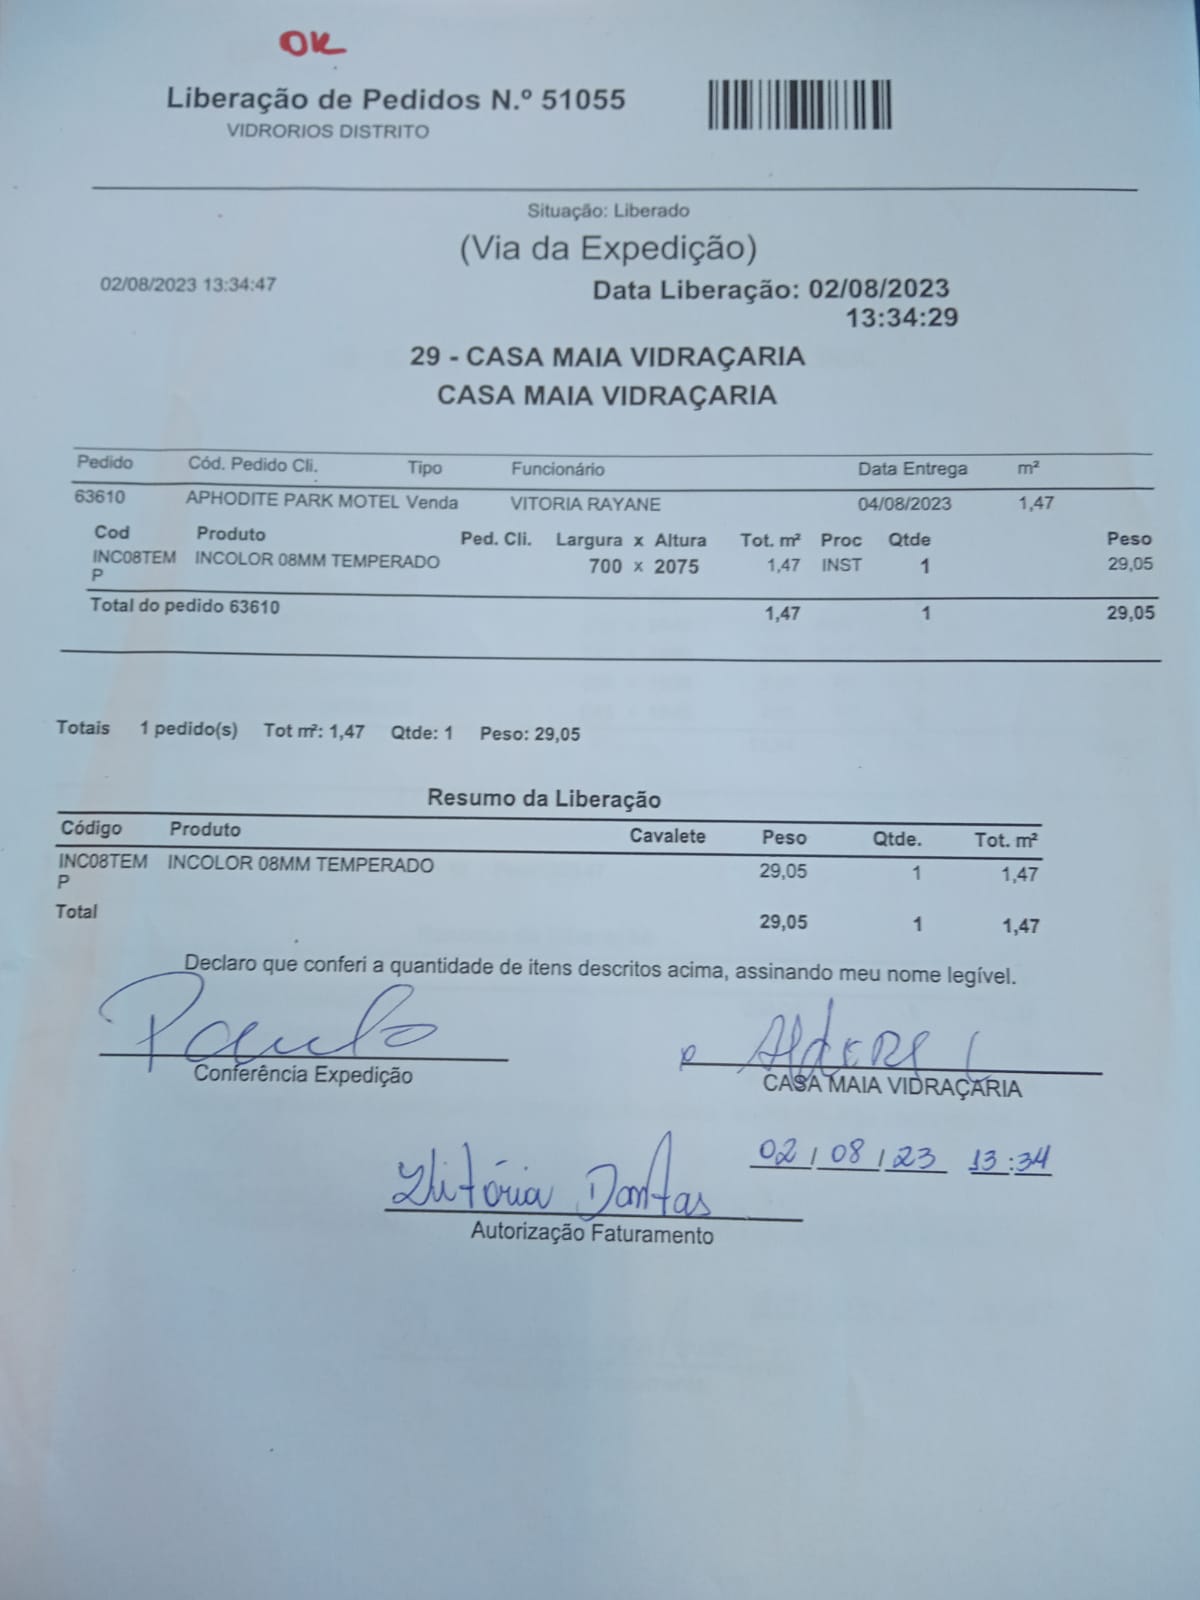 OK
Liberação de Pedidos N.º 51055
VIDRORIOS DISTRITO
Situação: Liberado
(Via da Expedição)
02/08/2023 13:34:47
Data Liberação: 02/08/2023
13:34:29
29 - CASA MAIA VIDRAÇARIA
CASA MAIA VIDRAÇARIA
Pedido Cód. Pedido Cli. Tipo Funcionário Data Entrega m²
63610 APHODITE PARK MOTEL Venda VITORIA RAYANE 04/08/2023 1,47
Cod Produto Ped. Cli. Largura x Altura Tot. m² Proc Qtde Peso
INC08TEM INCOLOR 08MM TEMPERADO 700 x 2075 1,47 INST 1 29,05
P
Total do pedido 63610 1,47 1 29,05
Totais 1 pedido(s) Tot m²: 1,47 Qtde: 1 Peso: 29,05
Resumo da Liberação
Código Produto Cavalete Peso Qtde. Tot. m²
INC08TEM INCOLOR 08MM TEMPERADO 29,05 1 1,47
P
Total 29,05 1 1,47
Declaro que conferi a quantidade de itens descritos acima, assinando meu nome legível.
Paulo
Conferência Expedição
CASA MAIA VIDRAÇARIA
02/08/23 13:34
Vitória Dantas
Autorização Faturamento